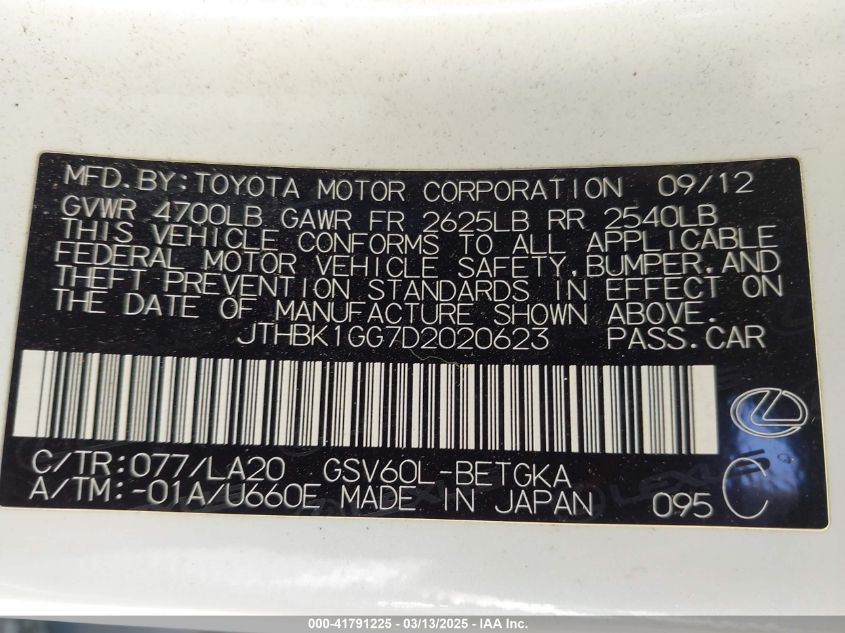 MFD.BY:TOYOTA MOTOR CORPORATION 09/12
GVWR 4700LB GAWR FR 2625LB RR 2540LB
THIS VEHICLE CONFORMS TO ALL APPLICABLE
FEDERAL MOTOR VEHICLE SAFETY,BUMPER,AND
THEFT PREVENTION STANDARDS IN EFFECT ON
THE DATE OF MANUFACTURE SHOWN ABOVE.
JTHBK1GG7D2020623 PASS.CAR
C/TR:077/LA20 GSV60L-BETGKA
A/TM:-01A/U660E MADE IN JAPAN 095 C
000-41791225 - 03/13/2025 - IAA Inc.